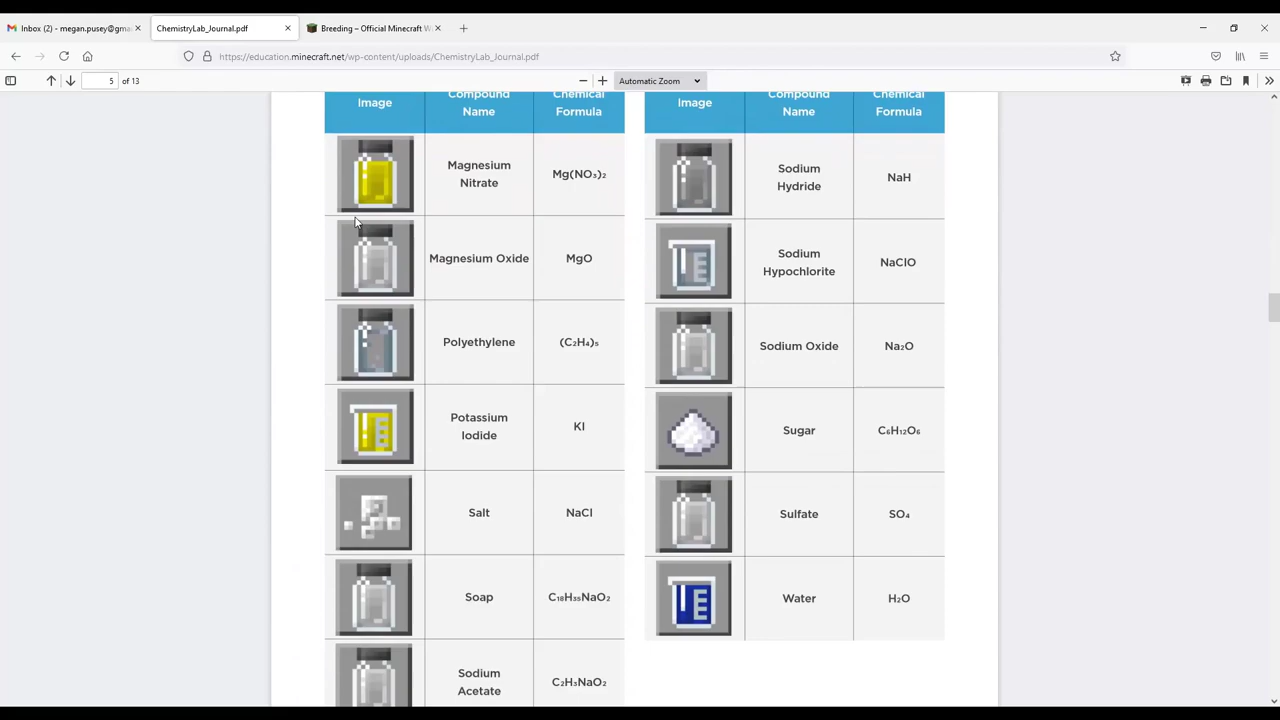 Inbox (2) - megan.pusey@gma
ChemistryLab_Journal.pdf
Breeding – Official Minecraft W
https://education.minecraft.net/wp-content/uploads/ChemistryLab_Journal.pdf
5 of 13
Automatic Zoom
Image
Compound
Name
Chemical
Formula
Magnesium
Nitrate
Mg(NO₃)₂
Magnesium Oxide
MgO
Polyethylene
(C₂H₄)₅
Potassium
Iodide
KI
Salt
NaCl
Soap
C₁₈H₃₅NaO₂
Sodium
Acetate
C₂H₃NaO₂
Image
Compound
Name
Chemical
Formula
Sodium
Hydride
NaH
Sodium
Hypochlorite
NaClO
Sodium Oxide
Na₂O
Sugar
C₆H₁₂O₆
Sulfate
SO₄
Water
H₂O